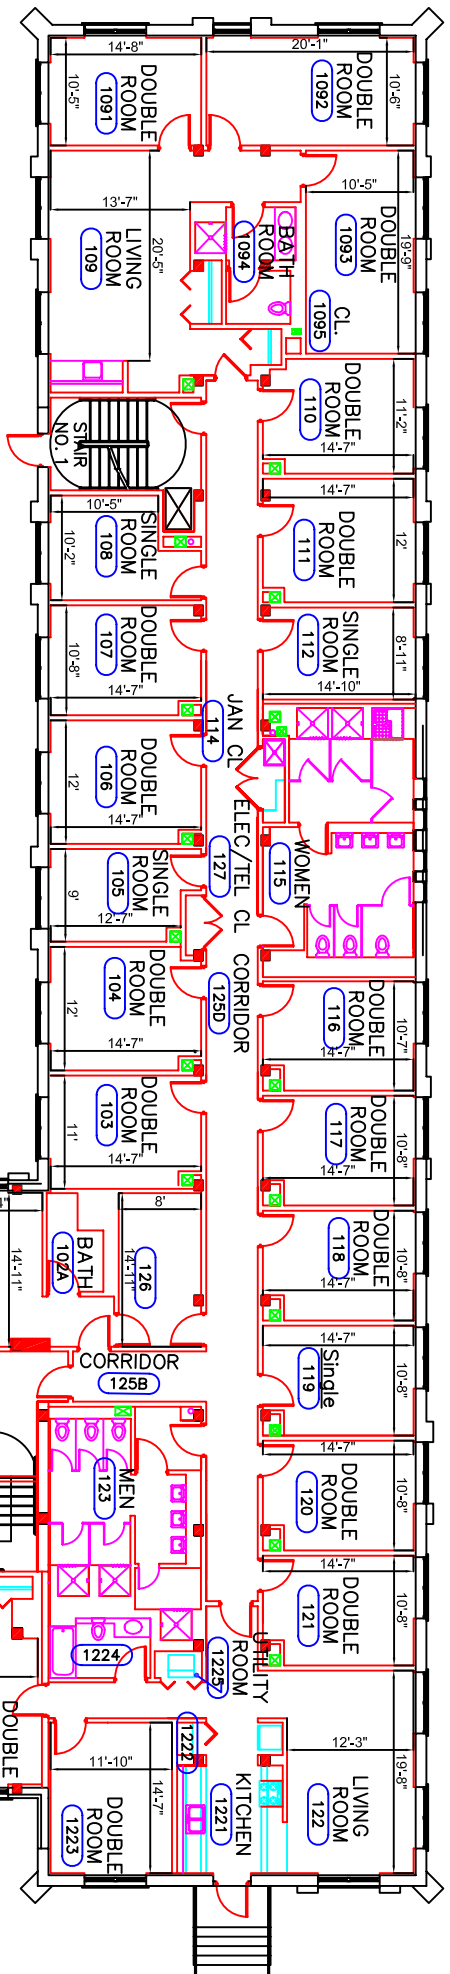 14'-8"
10'-5"
DOUBLE
ROOM
1091
20'-1"
10'-6"
DOUBLE
ROOM
1092
13'-7"
20'-5"
LIVING
ROOM
109
BATH
ROOM
1094
10'-5"
19'-9"
DOUBLE
ROOM
1093
CL.
1095
11'-2"
DOUBLE
ROOM
110
14'-7"
STAIR
NO. 1
14'-7"
12'
DOUBLE
ROOM
111
10'-5"
10'-2"
SINGLE
ROOM
108
8'-11"
SINGLE
ROOM
112
14'-10"
10'-8"
DOUBLE
ROOM
107
14'-7"
JAN CL
114
12'
DOUBLE
ROOM
106
14'-7"
ELEC/TEL CL
127
WOMEN
115
9'
SINGLE
ROOM
105
12'-7"
CORRIDOR
125D
12'
DOUBLE
ROOM
104
14'-7"
10'-7"
DOUBLE
ROOM
116
14'-7"
11'
DOUBLE
ROOM
103
14'-7"
10'-8"
DOUBLE
ROOM
117
14'-7"
8'
14'-11"
126
BATH
102A
14'-11"
10'-8"
DOUBLE
ROOM
118
14'-7"
14'-7"
10'-8"
Single
119
CORRIDOR
125B
14'-7"
10'-8"
DOUBLE
ROOM
120
MEN
123
14'-7"
10'-8"
DOUBLE
ROOM
121
1224
UTILITY
ROOM
1225
DOUBLE
11'-10"
14'-7"
DOUBLE
ROOM
1223
1222
KITCHEN
1221
12'-3"
19'-8"
LIVING
ROOM
122